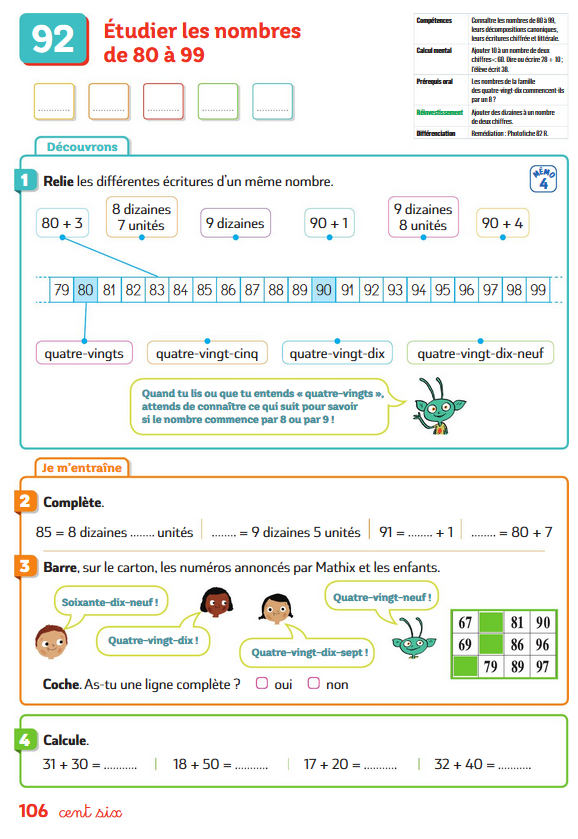 92
Étudier les nombres
de 80 à 99
Compétences
Connaître les nombres de 80 à 99,
leurs décompositions canoniques,
leurs écritures chiffrée et littérale.
Calcul mental
Ajouter 10 à un nombre de deux
chiffres < 60. Dire ou écrire 28 + 10 ;
l'élève écrit 38.
Prérequis oral
Les nombres de la famille
des quatre-vingt-dix commencent-ils
par un 8 ?
Réinvestissement
Ajouter des dizaines à un nombre
de deux chiffres.
Différenciation
Remédiation : Photofiche 82 R.
Découvrons
1 Relie les différentes écritures d'un même nombre.
MÉMO
4
80 + 3
8 dizaines
7 unités
9 dizaines
90 + 1
9 dizaines
8 unités
90 + 4
79 80 81 82 83 84 85 86 87 88 89 90 91 92 93 94 95 96 97 98 99
quatre-vingts
quatre-vingt-cinq
quatre-vingt-dix
quatre-vingt-dix-neuf
Quand tu lis ou que tu entends « quatre-vingts »,
attends de connaître ce qui suit pour savoir
si le nombre commence par 8 ou par 9 !
Je m'entraîne
2 Complète.
85 = 8 dizaines ........ unités
........ = 9 dizaines 5 unités
91 = ........ + 1
........ = 80 + 7
3 Barre, sur le carton, les numéros annoncés par Mathix et les enfants.
Soixante-dix-neuf !
Quatre-vingt-dix !
Quatre-vingt-dix-sept !
Quatre-vingt-neuf !
67 81 90
69 86 96
79 89 97
Coche. As-tu une ligne complète ? oui non
4 Calcule.
31 + 30 = ...........
18 + 50 = ...........
17 + 20 = ...........
32 + 40 = ...........
106 cent six